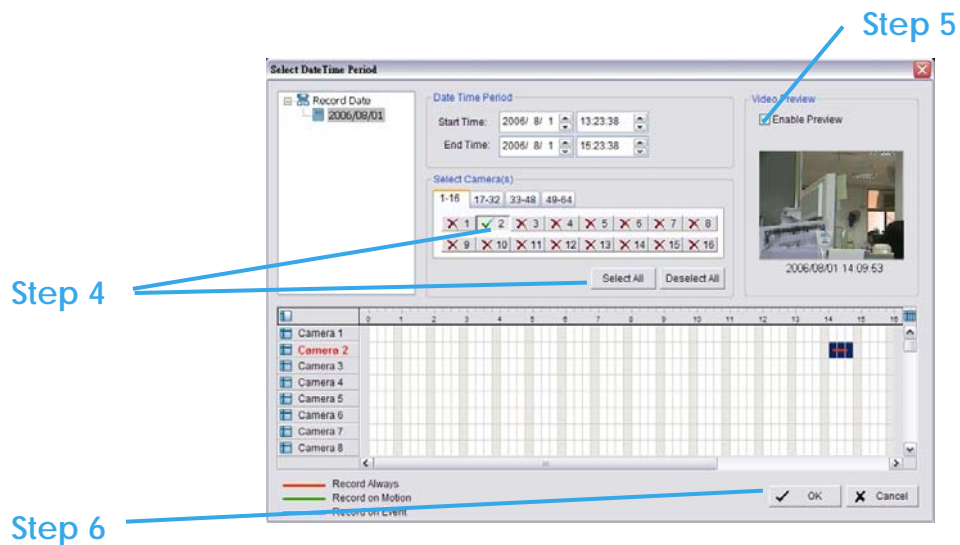 Step 5
Select DateTime Period
Record Date
2006/08/01
Date Time Period
Start Time: 2006/ 8/ 1 13:23:38
End Time: 2006/ 8/ 1 15:23:38
Video Preview
Enable Preview
Select Camera(s)
1-16 17-32 33-48 49-64
1 2 3 4 5 6 7 8
9 10 11 12 13 14 15 16
Select All Deselect All
2006/08/01 14:09:53
Step 4
0 1 2 3 4 5 6 7 8 9 10 11 12 13 14 15 16
Camera 1
Camera 2
Camera 3
Camera 4
Camera 5
Camera 6
Camera 7
Camera 8
Record Always
Record on Motion
Record on Event
OK Cancel
Step 6